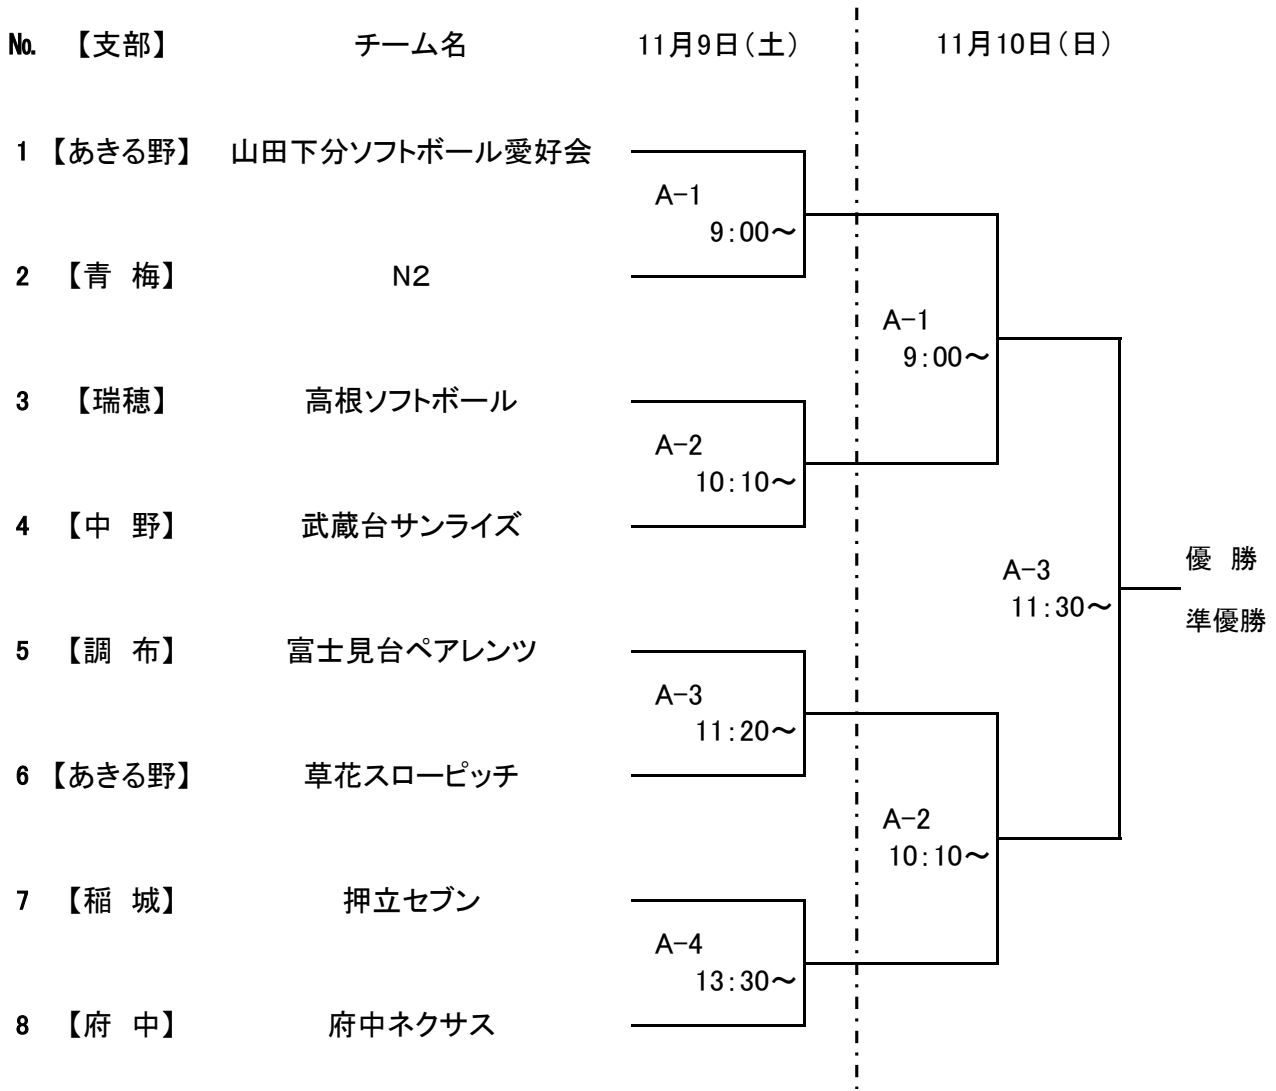 № 【支部】 チーム名 11月9日（土） 11月10日（日）
1 【あきる野】 山田下分ソフトボール愛好会
A-1
9:00～
2 【青　梅】 N2
A-1
9:00～
3 【瑞穂】 高根ソフトボール
A-2
10:10～
4 【中　野】 武蔵台サンライズ
優　勝
A-3
11:30～
準優勝
5 【調　布】 富士見台ペアレンツ
A-3
11:20～
6 【あきる野】 草花スローピッチ
A-2
10:10～
7 【稲　城】 押立セブン
A-4
13:30～
8 【府　中】 府中ネクサス